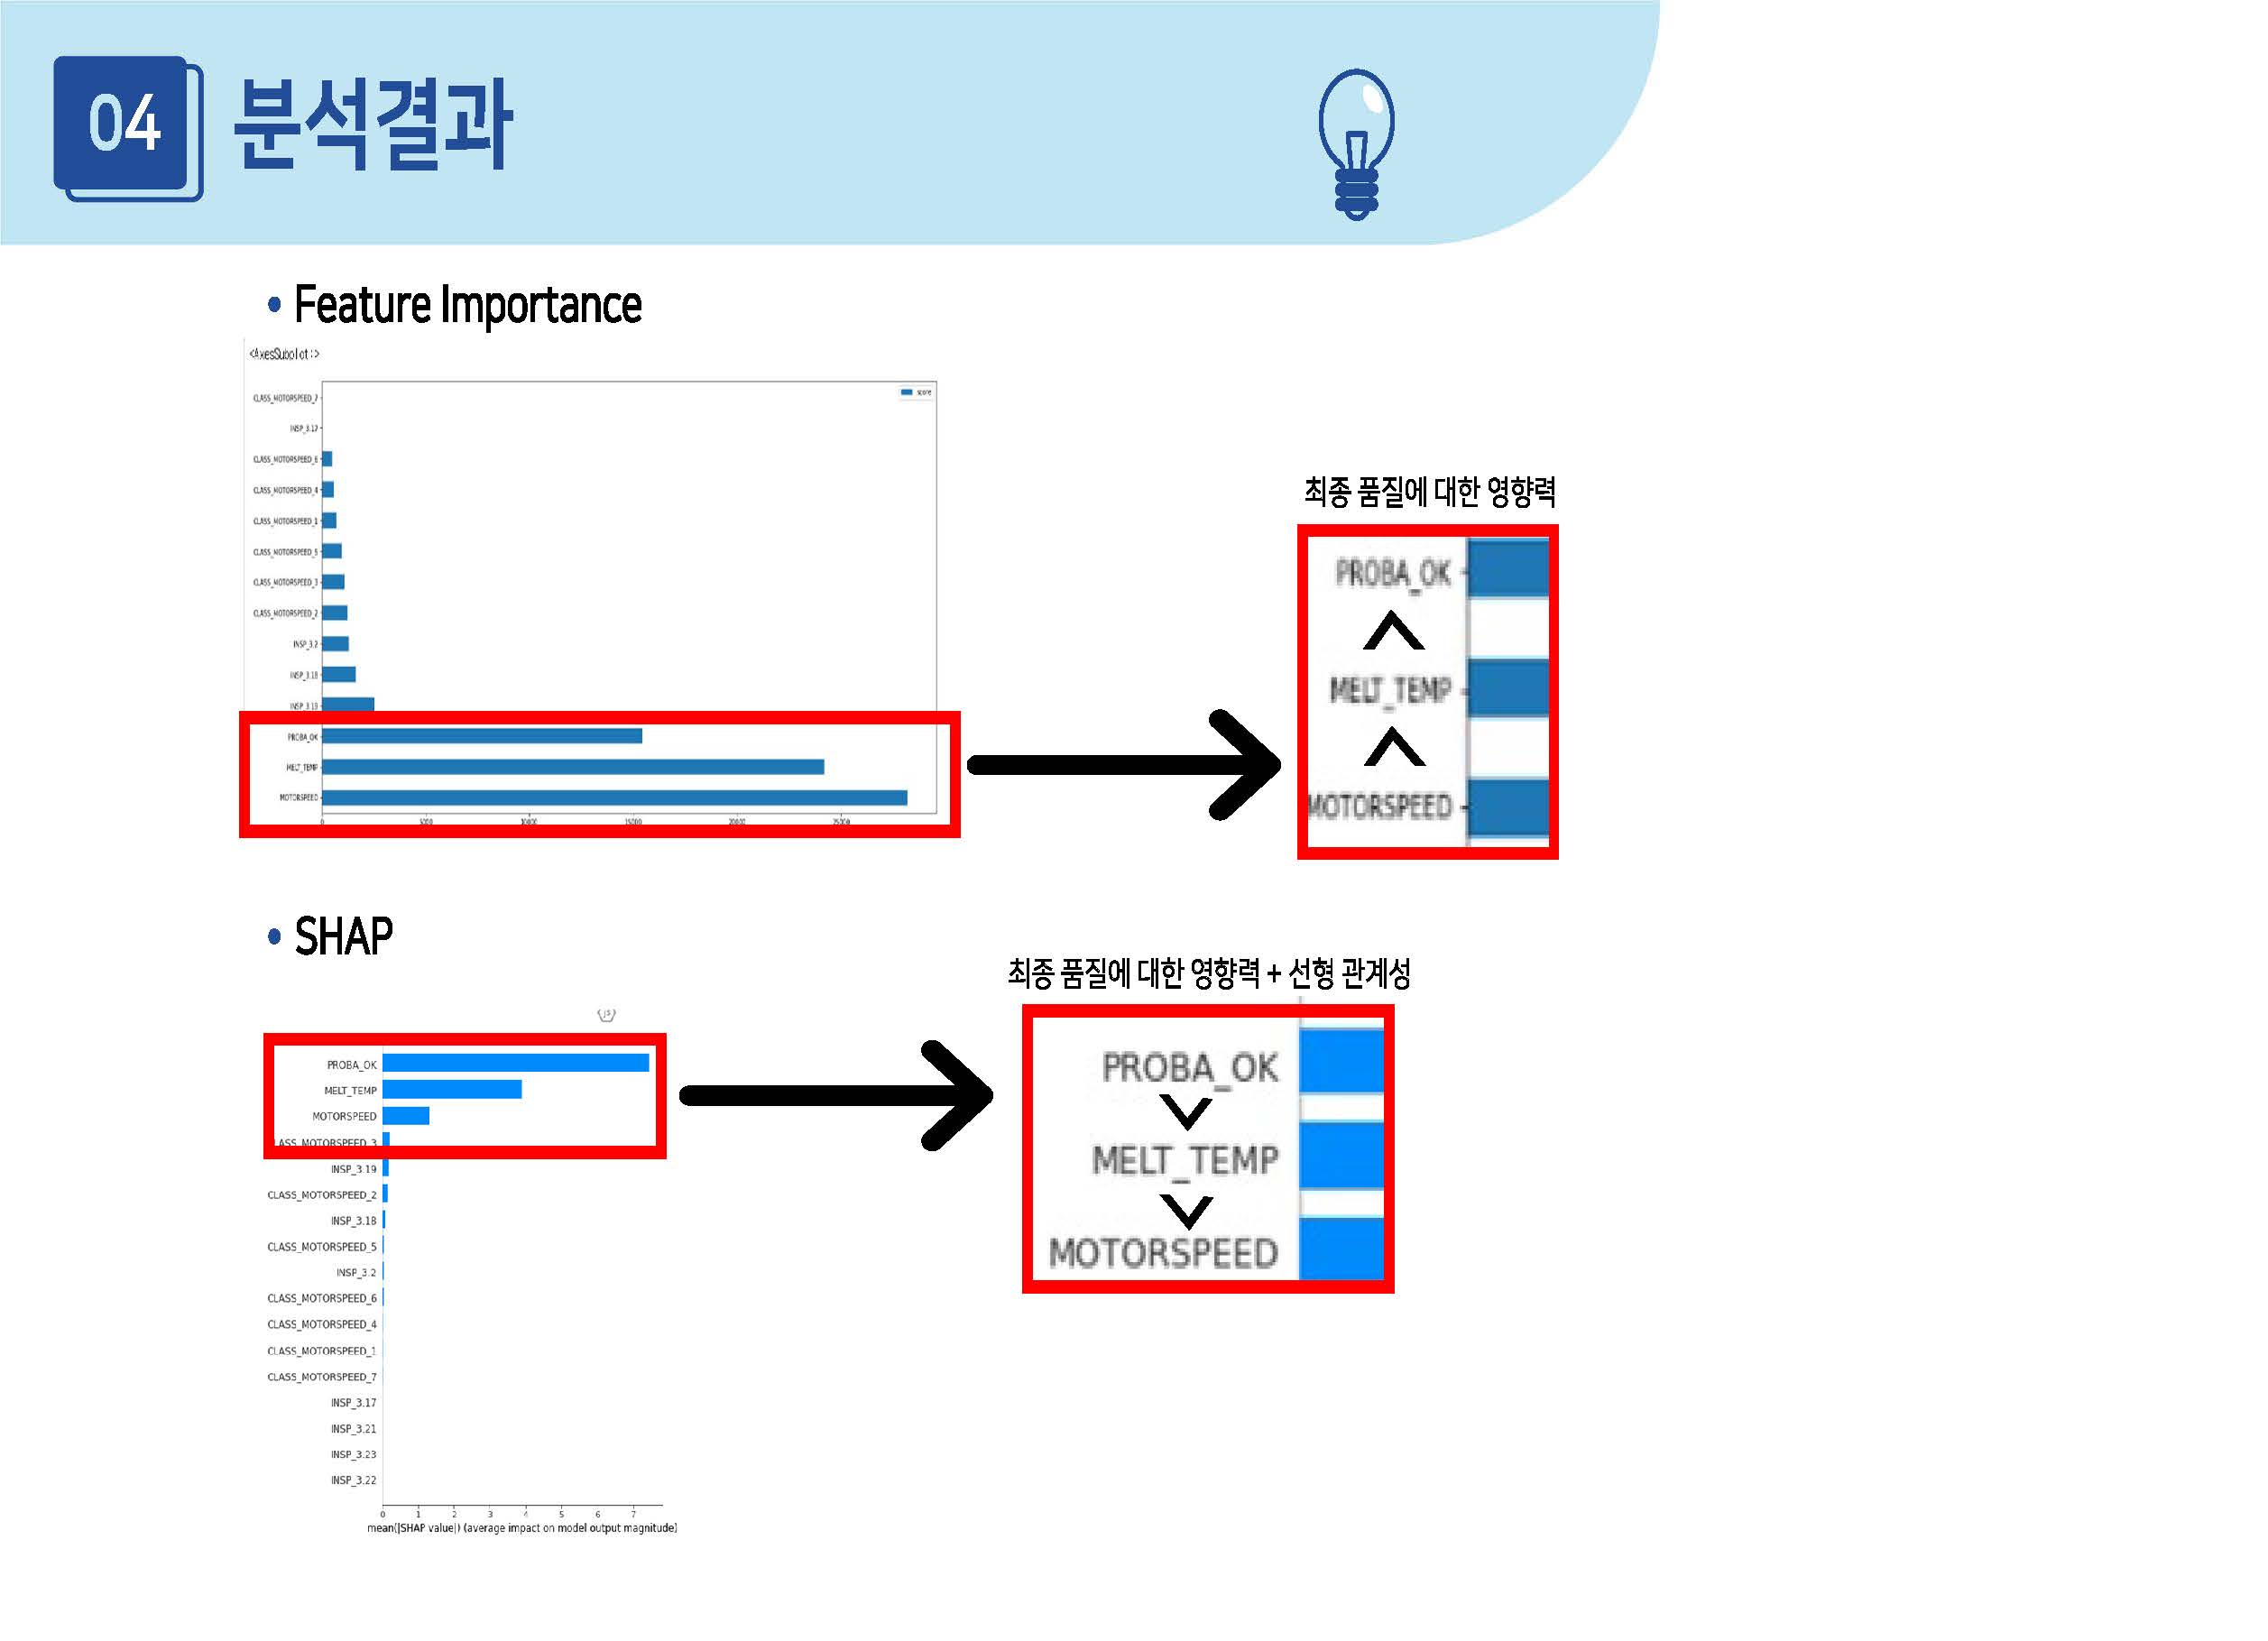 04 분석결과
• Feature Importance
<AxesSubplot:>
score
CLASS_MOTORSPEED_7
INSP_3.17
CLASS_MOTORSPEED_6
CLASS_MOTORSPEED_4
CLASS_MOTORSPEED_1
CLASS_MOTORSPEED_5
CLASS_MOTORSPEED_3
CLASS_MOTORSPEED_2
INSP_3.2
INSP_3.18
INSP_3.19
PROBA_OK
MELT_TEMP
MOTORSPEED
0 5000 10000 15000 20000 25000
최종 품질에 대한 영향력
PROBA_OK
MELT_TEMP
MOTORSPEED
• SHAP
{js}
PROBA_OK
MELT_TEMP
MOTORSPEED
CLASS_MOTORSPEED_3
INSP_3.19
CLASS_MOTORSPEED_2
INSP_3.18
CLASS_MOTORSPEED_5
INSP_3.2
CLASS_MOTORSPEED_6
CLASS_MOTORSPEED_4
CLASS_MOTORSPEED_1
CLASS_MOTORSPEED_7
INSP_3.17
INSP_3.21
INSP_3.23
INSP_3.22
0 1 2 3 4 5 6 7
mean(|SHAP value|) (average impact on model output magnitude)
최종 품질에 대한 영향력 + 선형 관계성
PROBA_OK
MELT_TEMP
MOTORSPEED